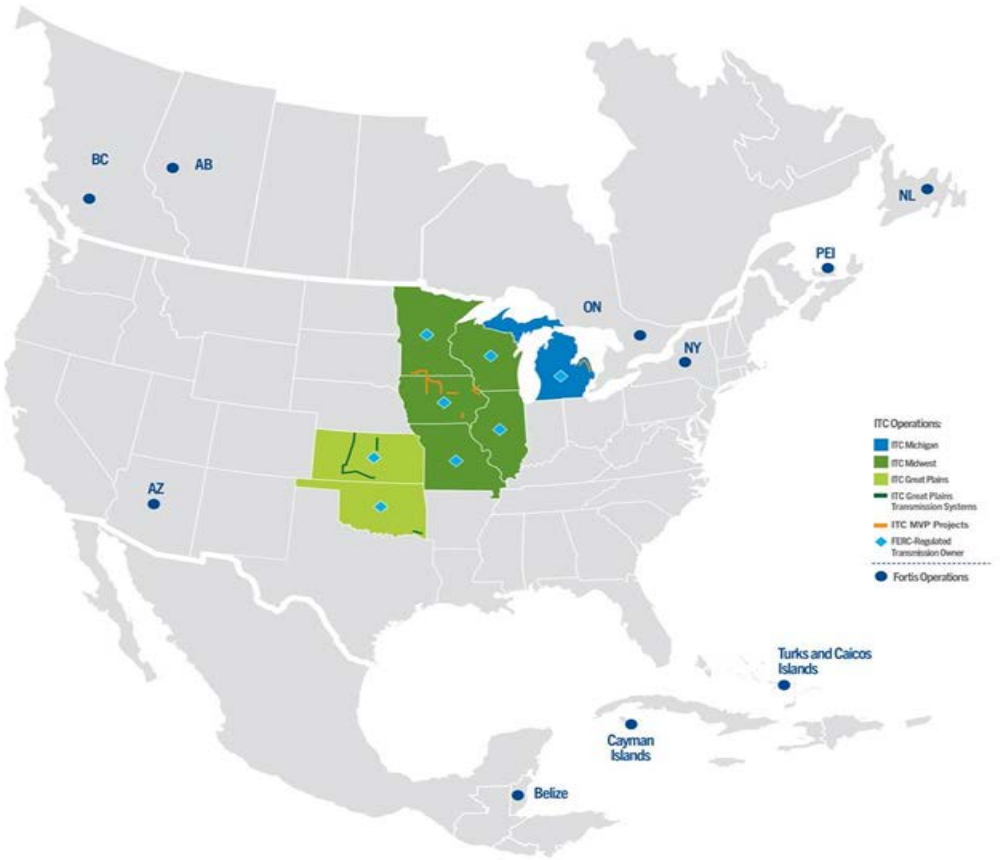 BC
AB
NL
PEI
ON
NY
AZ
ITC Operations:
ITC Michigan
ITC Midwest
ITC Great Plains
ITC Great Plains
Transmission Systems
ITC MVP Projects
FERC-Regulated
Transmission Owner
Fortis Operations
Turks and Caicos
Islands
Cayman
Islands
Belize